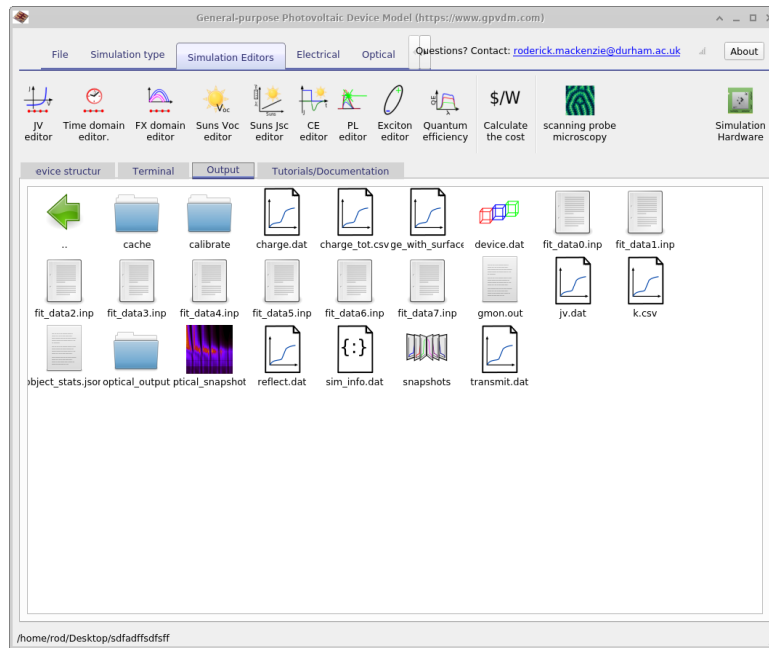 General-purpose Photovoltaic Device Model (https://www.gpvdm.com)
File Simulation type Simulation Editors Electrical Optical Questions? Contact: roderick.mackenzie@durham.ac.uk About
JV editor
Time domain editor.
FX domain editor
Voc
Suns Voc editor
Suns Jsc editor
CE editor
PL editor
Exciton editor
QE
Quantum efficiency
$/W
Calculate the cost
scanning probe microscopy
Simulation Hardware
evice structur Terminal Output Tutorials/Documentation
.. cache calibrate charge.dat charge_tot.csv ge_with_surface device.dat fit_data0.inp fit_data1.inp
fit_data2.inp fit_data3.inp fit_data4.inp fit_data5.inp fit_data6.inp fit_data7.inp gmon.out jv.dat k.csv
{:}
object_stats.jsor optical_output ptical_snapshot reflect.dat sim_info.dat snapshots transmit.dat
/home/rod/Desktop/sdfadffsdfsff